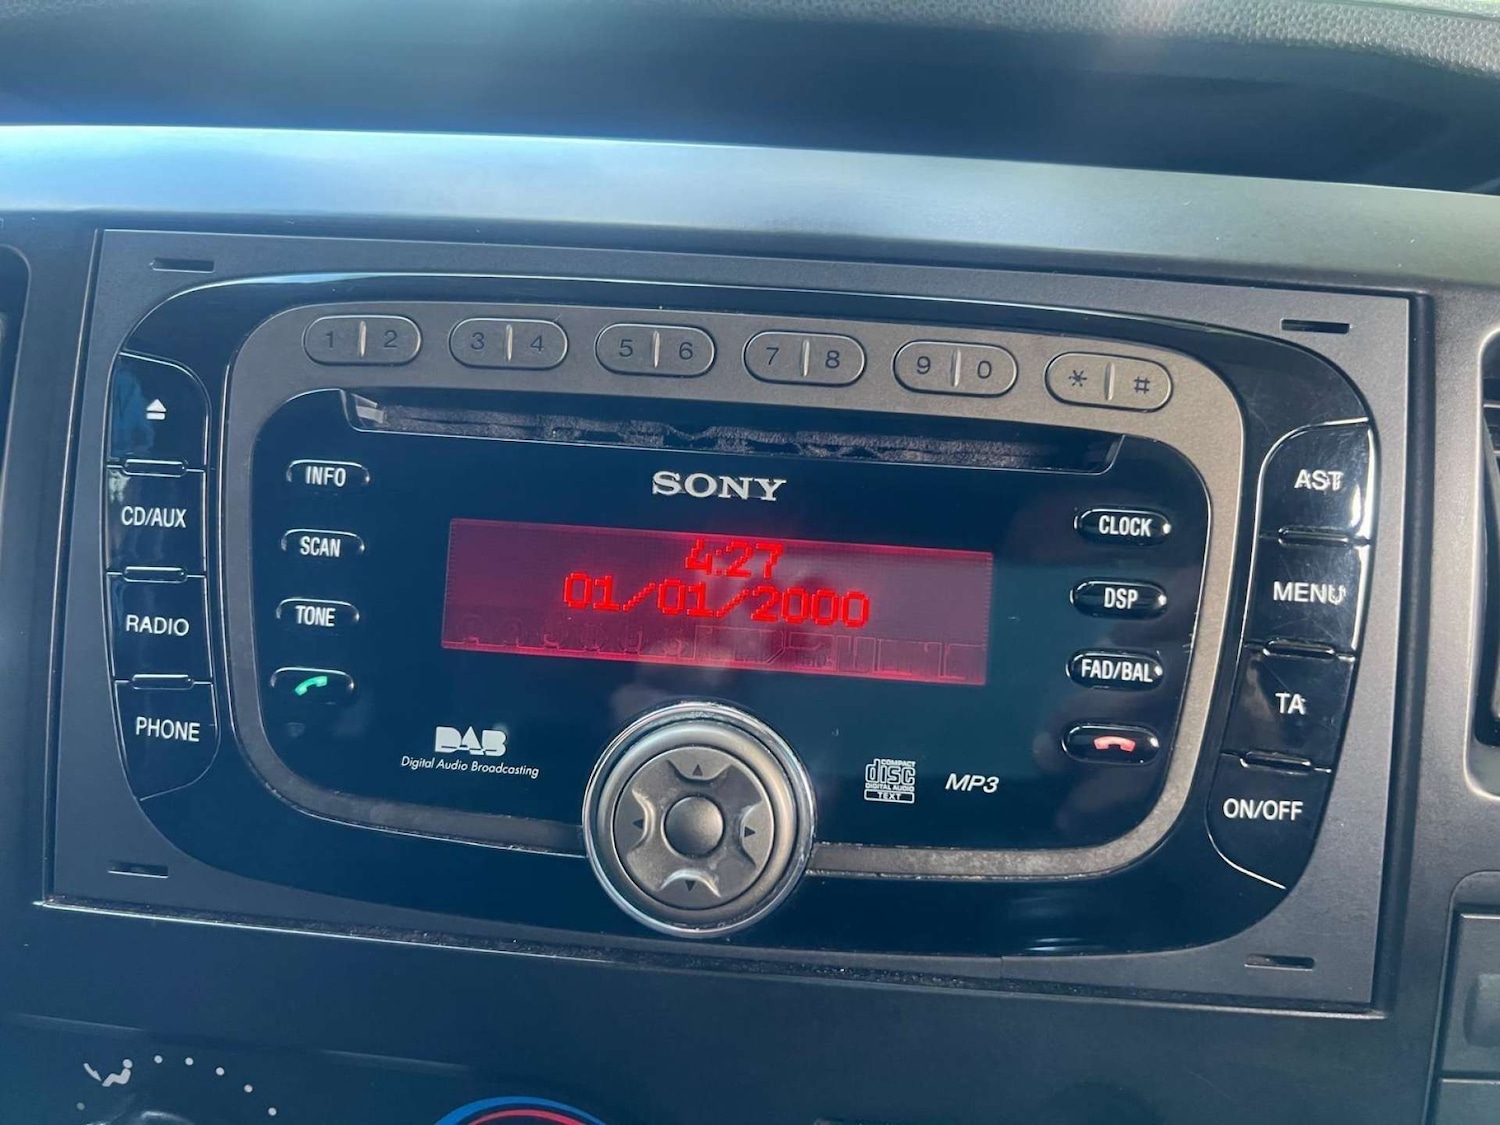 1 2
3 4
5 6
7 8
9 0
* #
INFO
SONY
CLOCK
AST
CD/AUX
SCAN
4:27
01/01/2000
DSP
MENU
RADIO
TONE
FAD/BAL
TA
PHONE
DAB
Digital Audio Broadcasting
COMPACT
disc
DIGITAL AUDIO
TEXT
MP3
ON/OFF